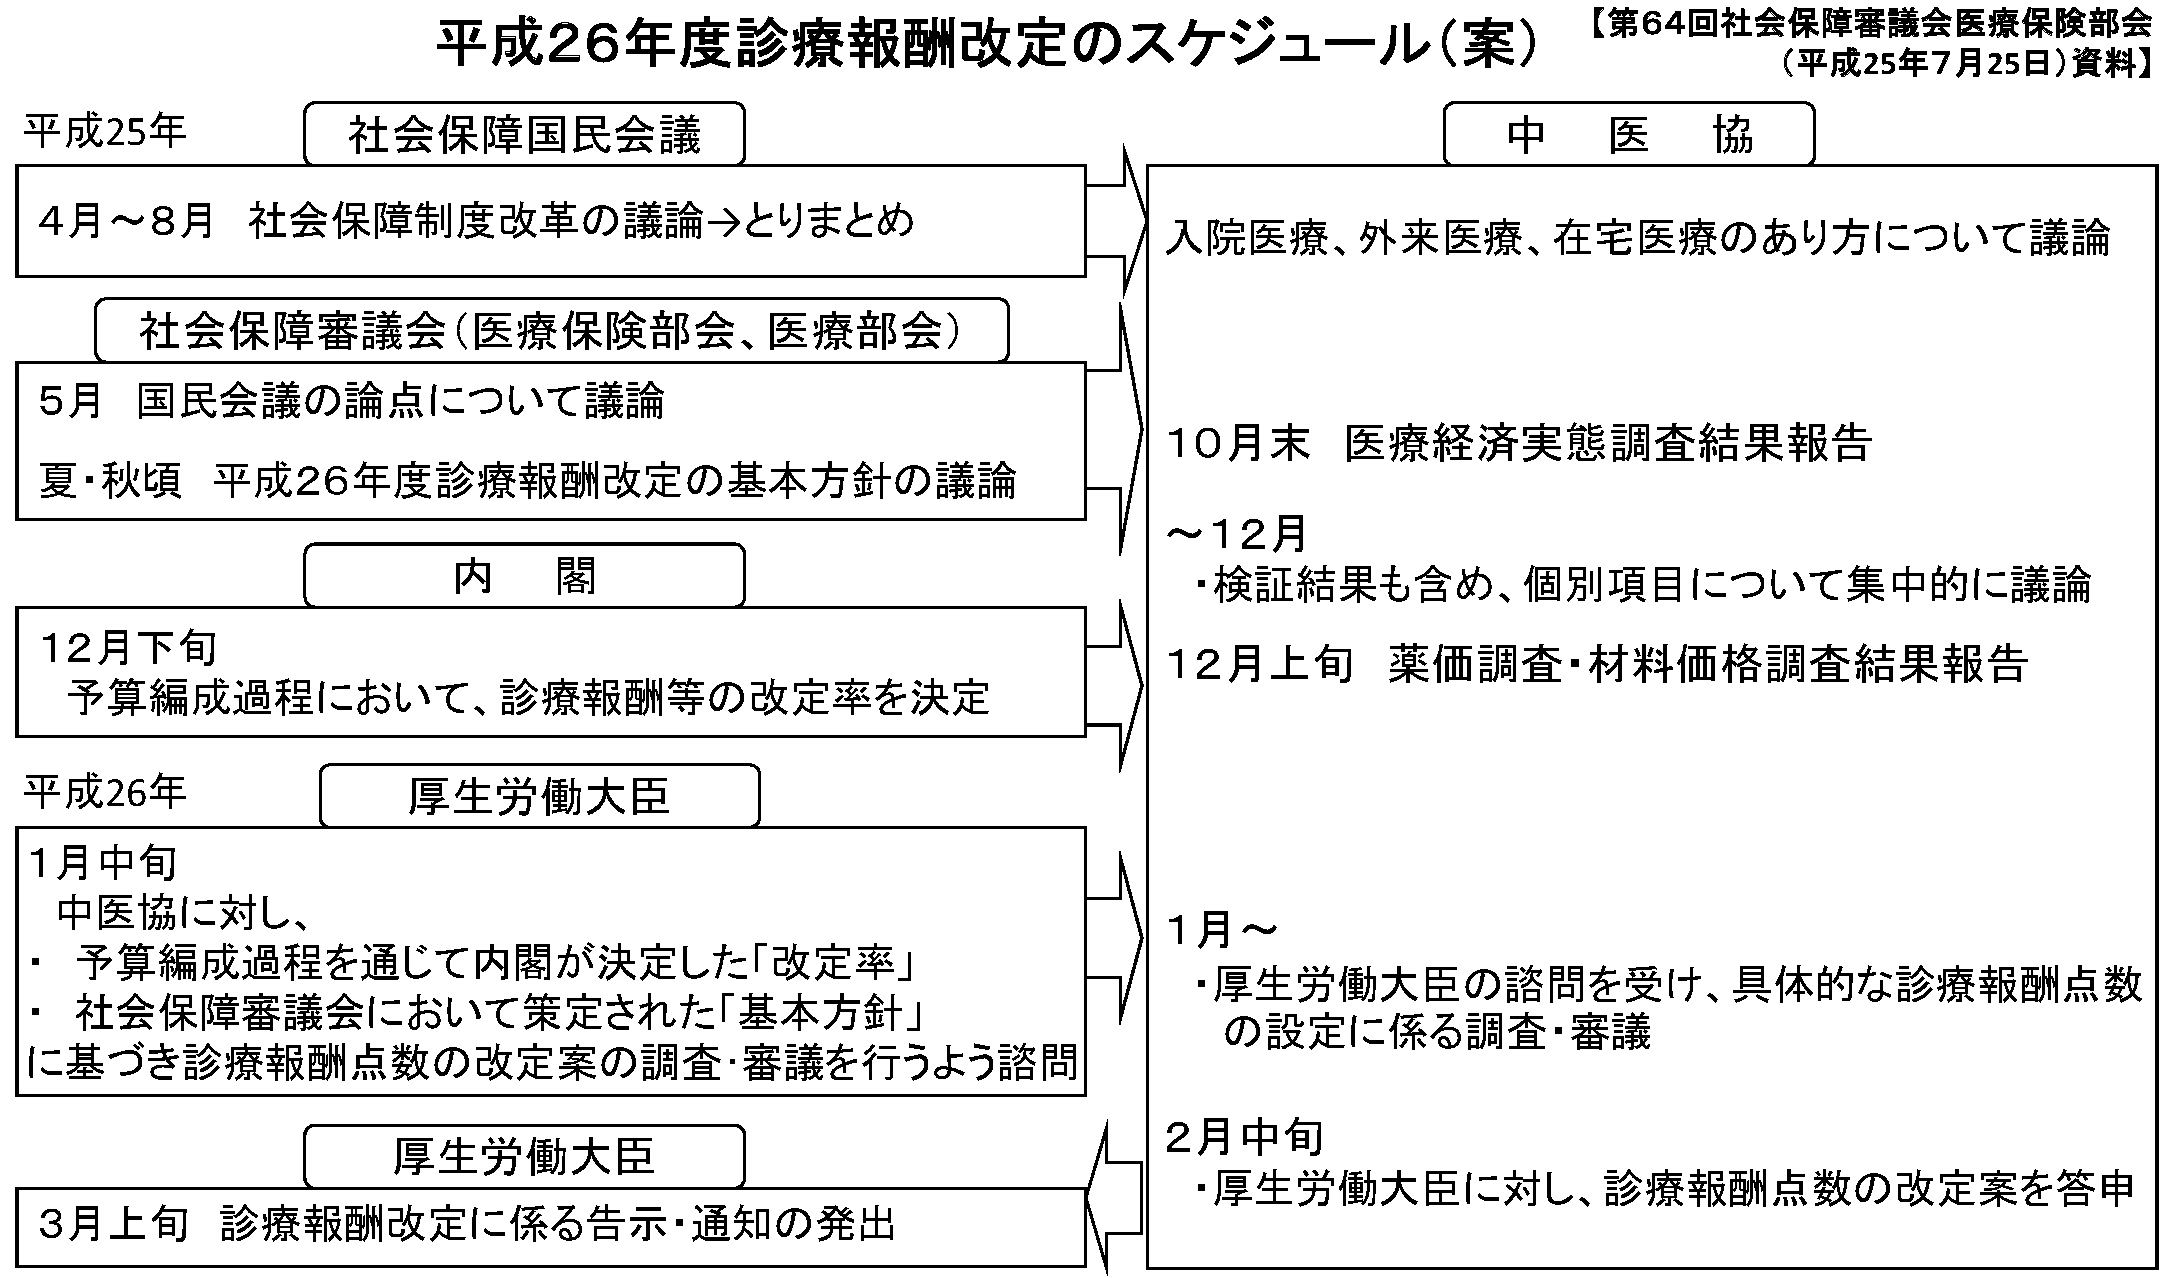 平成２６年度診療報酬改定のスケジュール（案）
【第６４回社会保障審議会医療保険部会
（平成25年７月25日）資料】
平成25年
社会保障国民会議
４月～８月　社会保障制度改革の議論→とりまとめ
社会保障審議会（医療保険部会、医療部会）
５月　国民会議の論点について議論
夏・秋頃　平成２６年度診療報酬改定の基本方針の議論
内　閣
１２月下旬
予算編成過程において、診療報酬等の改定率を決定
平成26年
厚生労働大臣
１月中旬
中医協に対し、
・　予算編成過程を通じて内閣が決定した「改定率」
・　社会保障審議会において策定された「基本方針」
に基づき診療報酬点数の改定案の調査・審議を行うよう諮問
厚生労働大臣
３月上旬　診療報酬改定に係る告示・通知の発出
中　医　協
入院医療、外来医療、在宅医療のあり方について議論
１０月末　医療経済実態調査結果報告
～１２月
・検証結果も含め、個別項目について集中的に議論
１２月上旬　薬価調査・材料価格調査結果報告
１月～
・厚生労働大臣の諮問を受け、具体的な診療報酬点数
の設定に係る調査・審議
２月中旬
・厚生労働大臣に対し、診療報酬点数の改定案を答申